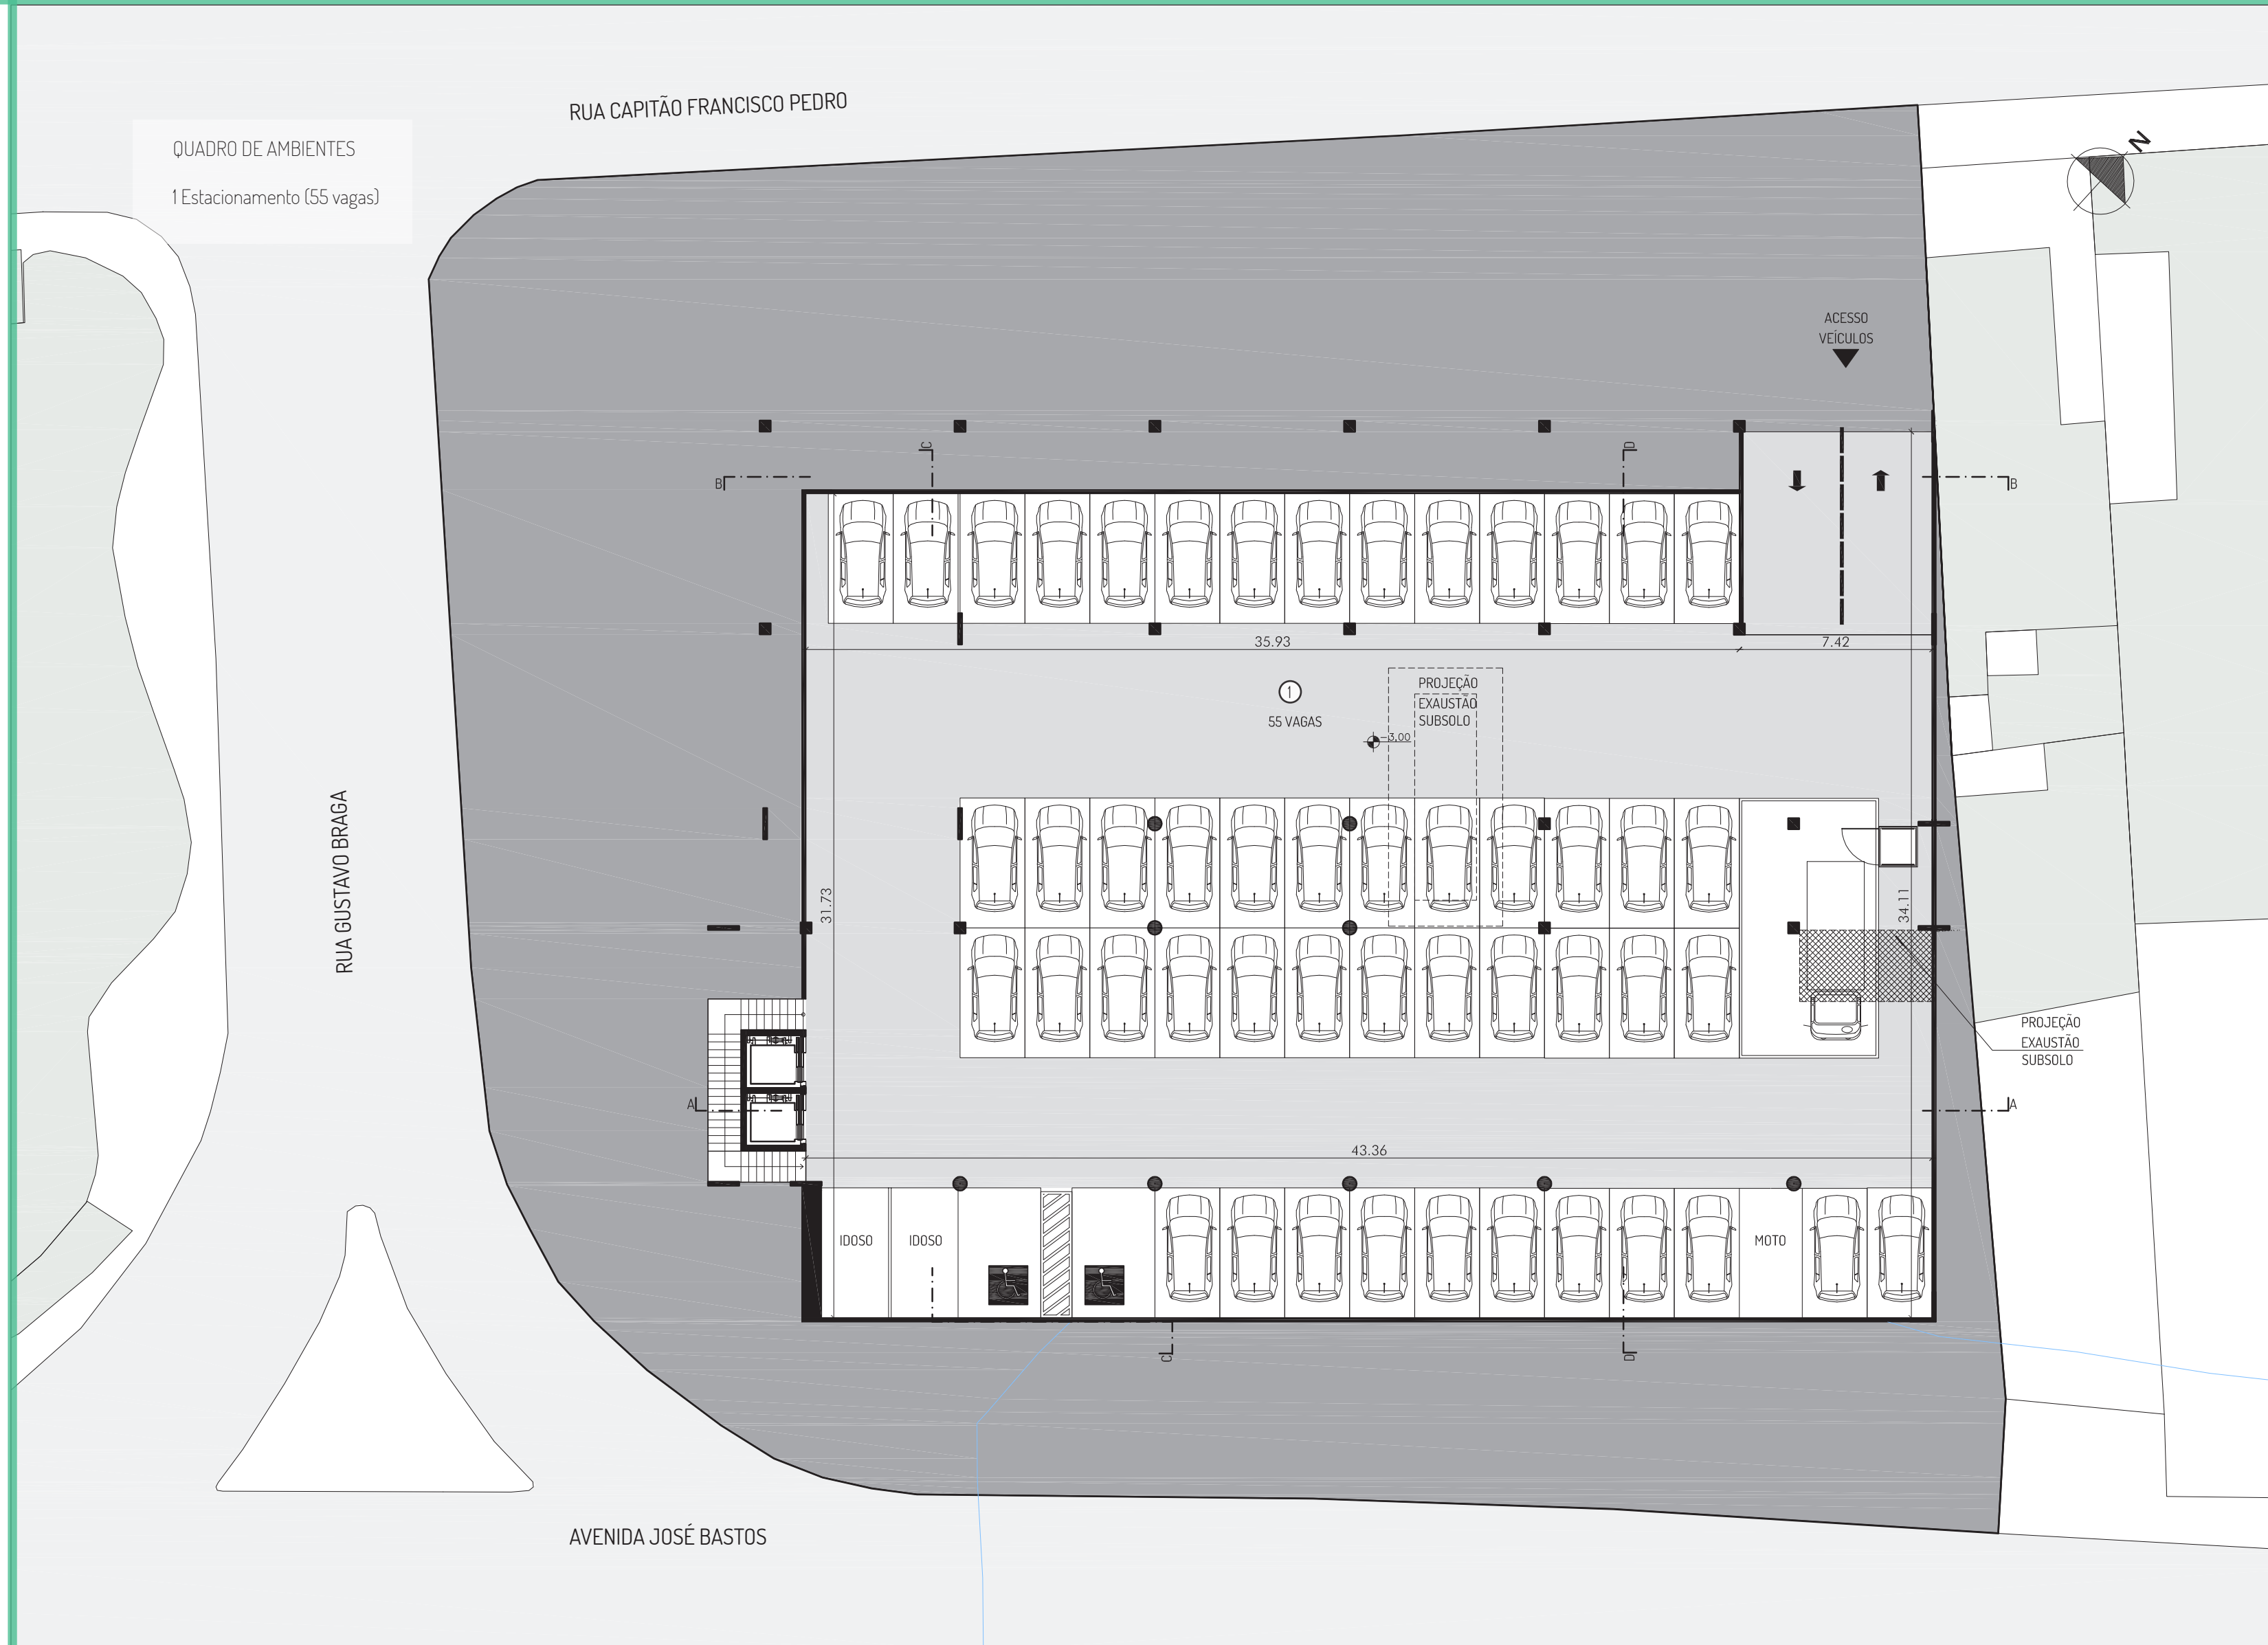 RUA CAPITÃO FRANCISCO PEDRO
QUADRO DE AMBIENTES
1 Estacionamento (55 vagas)
N
ACESSO
VEÍCULOS
C
D
B
B
35.93
7.42
1
55 VAGAS
PROJEÇÃO
EXAUSTÃO
SUBSOLO
-3,00
RUA GUSTAVO BRAGA
31.73
34.11
PROJEÇÃO
EXAUSTÃO
SUBSOLO
A
A
43.36
IDOSO
IDOSO
MOTO
C
D
AVENIDA JOSÉ BASTOS